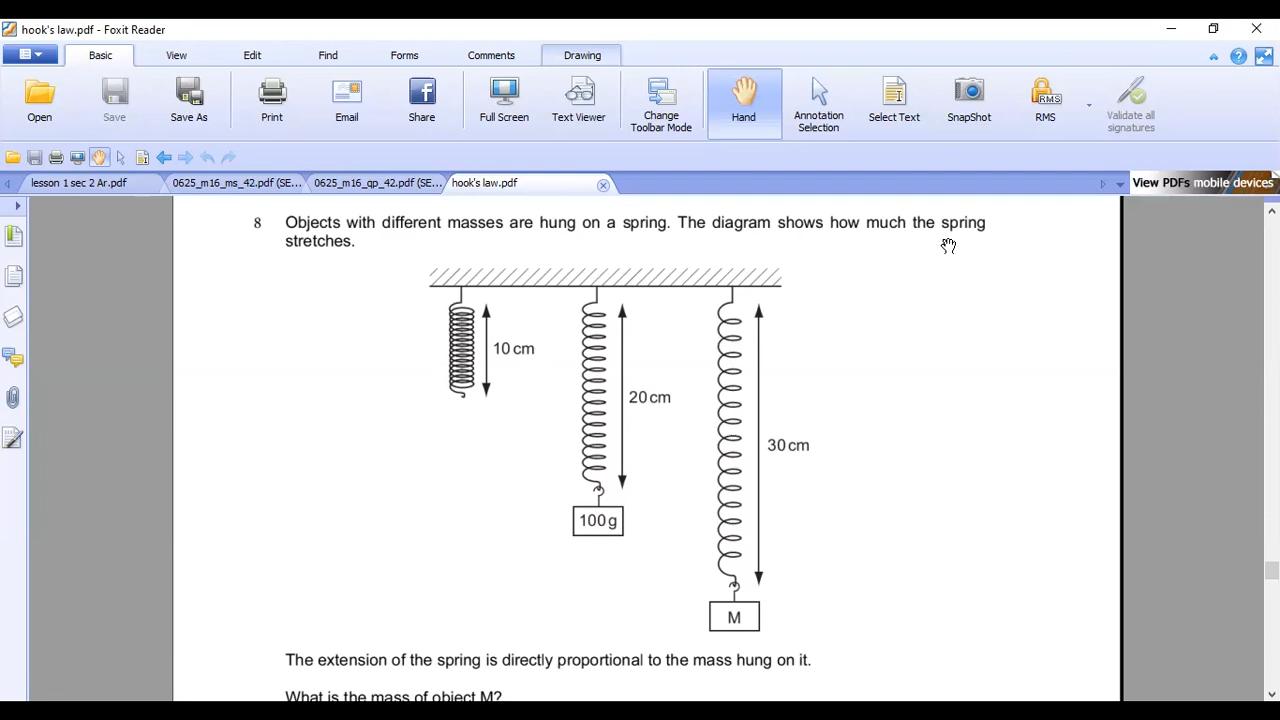 hook's law.pdf - Foxit Reader
Basic View Edit Find Forms Comments Drawing
Open Save Save As Print Email Share Full Screen Text Viewer Change Toolbar Mode Hand Annotation Selection Select Text SnapShot RMS Validate all signatures
RMS
lesson 1 sec 2 Ar.pdf 0625_m16_ms_42.pdf (SE... 0625_m16_qp_42.pdf (SE... hook's law.pdf View PDFs mobile devices
8 Objects with different masses are hung on a spring. The diagram shows how much the spring
stretches.
10 cm
20 cm
30 cm
100 g
M
The extension of the spring is directly proportional to the mass hung on it.
What is the mass of object M?